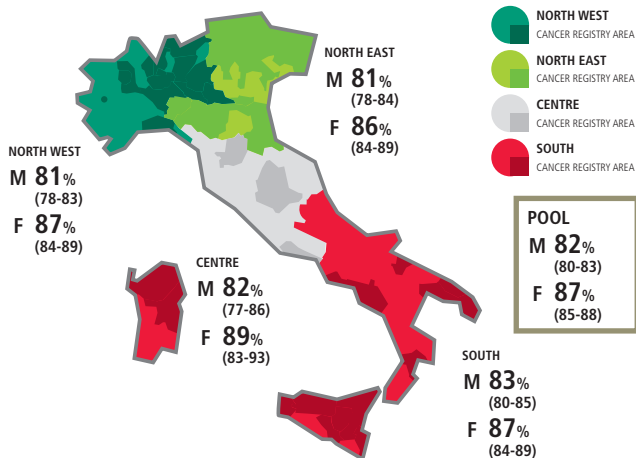 NORTH EAST
M 81%
(78-84)
F 86%
(84-89)
NORTH WEST
M 81%
(78-83)
F 87%
(84-89)
CENTRE
M 82%
(77-86)
F 89%
(83-93)
SOUTH
M 83%
(80-85)
F 87%
(84-89)
NORTH WEST
CANCER REGISTRY AREA
NORTH EAST
CANCER REGISTRY AREA
CENTRE
CANCER REGISTRY AREA
SOUTH
CANCER REGISTRY AREA
POOL
M 82%
(80-83)
F 87%
(85-88)